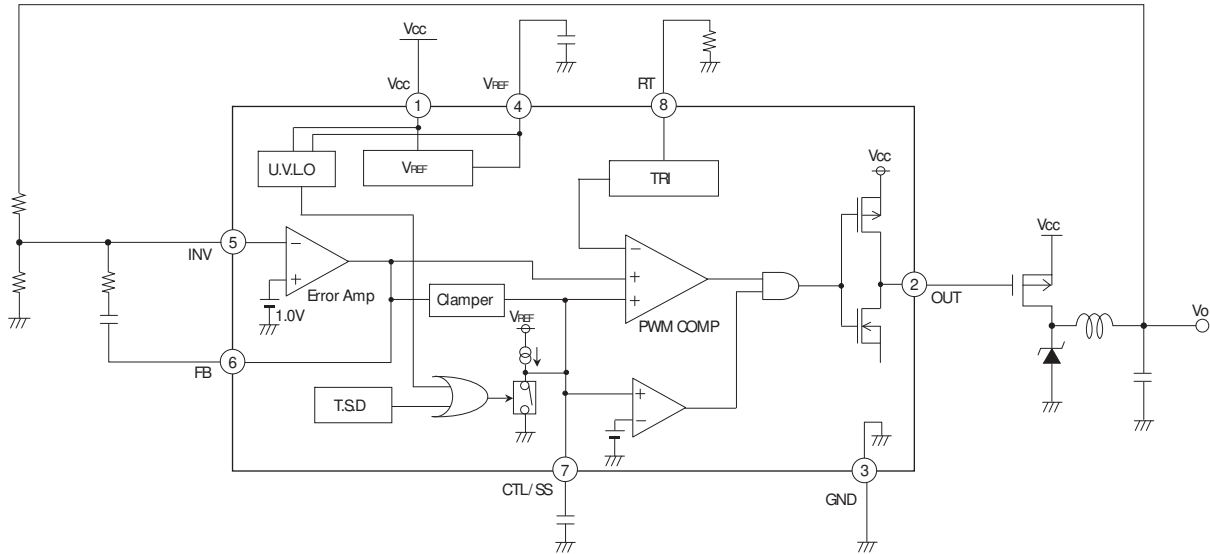 Vcc
Vcc
VREF
RT
1
4
8
U.V.L.O
VREF
TRI
Vcc
INV
5
−
+
Error Amp
1.0V
Clamper
−
+
+
PWM COMP
2
OUT
Vcc
Vo
VREF
FB
6
T.S.D
+
−
7
CTL/SS
3
GND